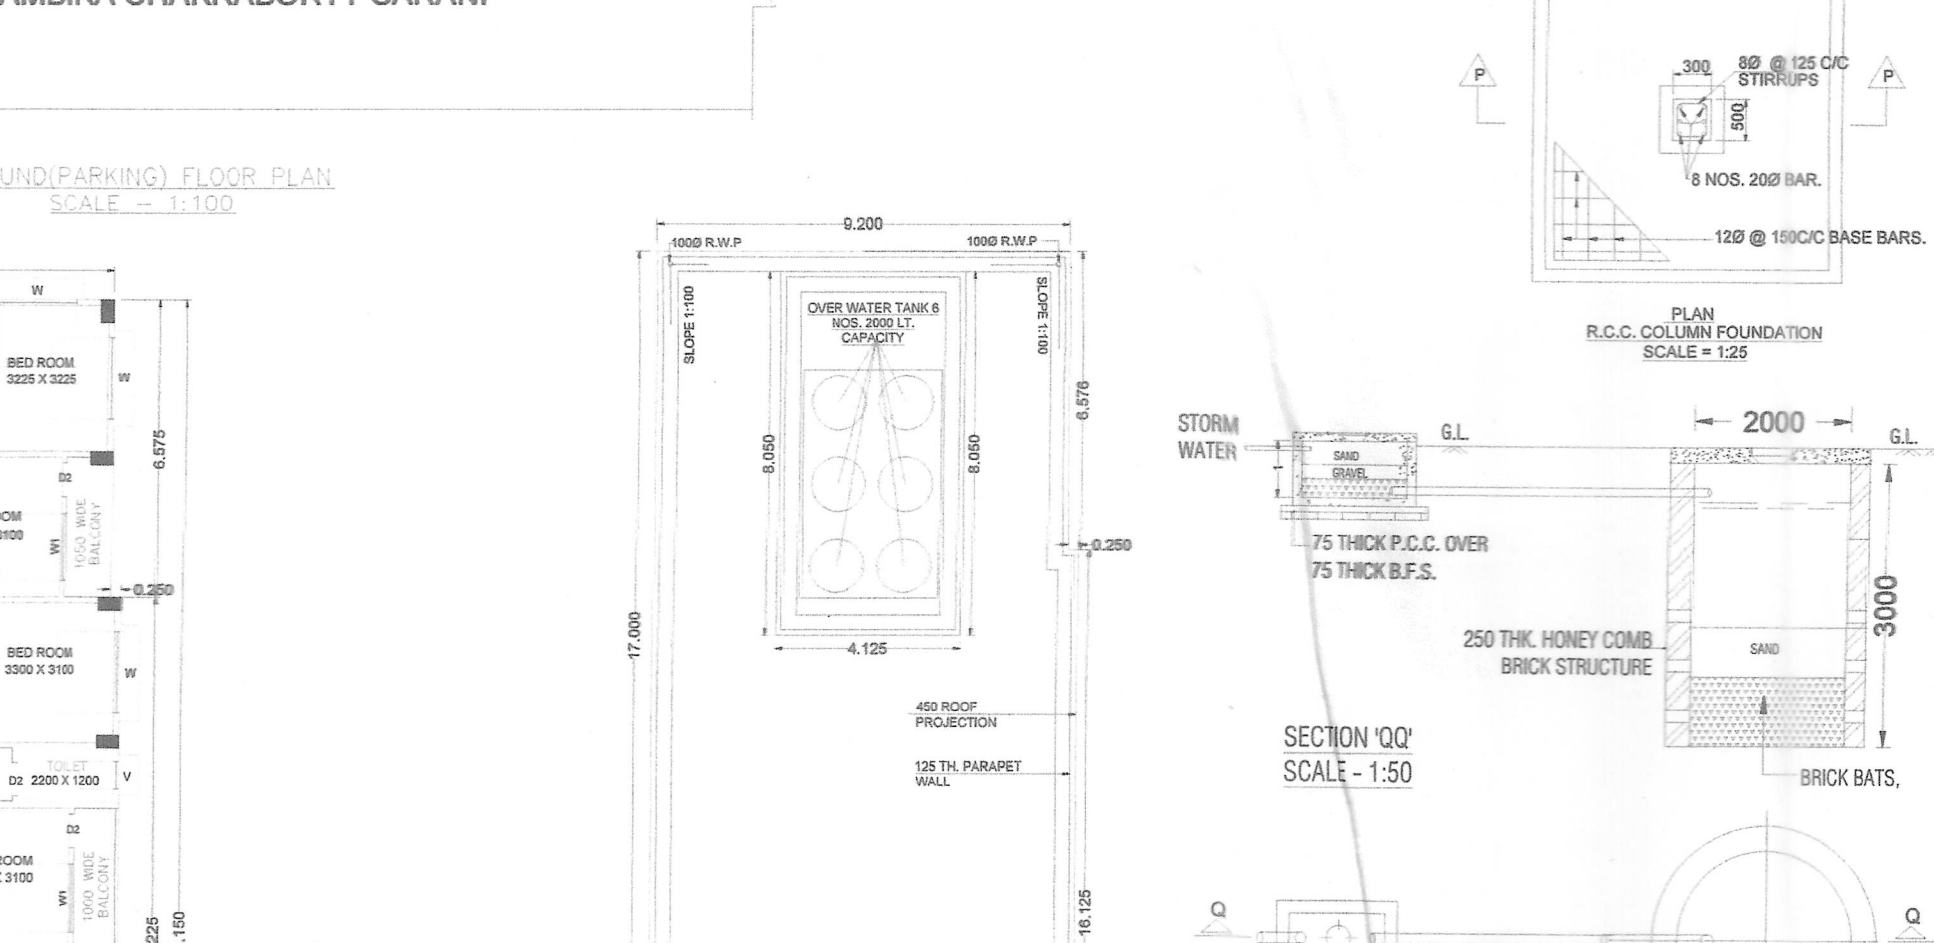 UND(PARKING) FLOOR PLAN
SCALE - 1:100
W
BED ROOM
3225 X 3225
W
6.575
D2
3100
W1
1050 WIDE
BALCONY
0.250
BED ROOM
3300 X 3100
W
TOILET
D2 2200 X 1200
V
D2
ROOM
X 3100
W1
1000 WIDE
BALCONY
225
.150
9.200
100Ø R.W.P
100Ø R.W.P
SLOPE 1:100
SLOPE 1:100
OVER WATER TANK 6
NOS. 2000 LT.
CAPACITY
8.050
8.050
6.576
0.250
17.000
4.125
450 ROOF
PROJECTION
125 TH. PARAPET
WALL
16.125
P
P
300
8Ø @ 125 C/C
STIRRUPS
500
8 NOS. 20Ø BAR.
12Ø @ 150C/C BASE BARS.
PLAN
R.C.C. COLUMN FOUNDATION
SCALE = 1:25
STORM
WATER
G.L.
2000
G.L.
SAND
GRAVEL
75 THICK P.C.C. OVER
75 THICK B.F.S.
3000
250 THK. HONEY COMB
BRICK STRUCTURE
SAND
SECTION 'QQ'
SCALE - 1:50
BRICK BATS,
Q
Q